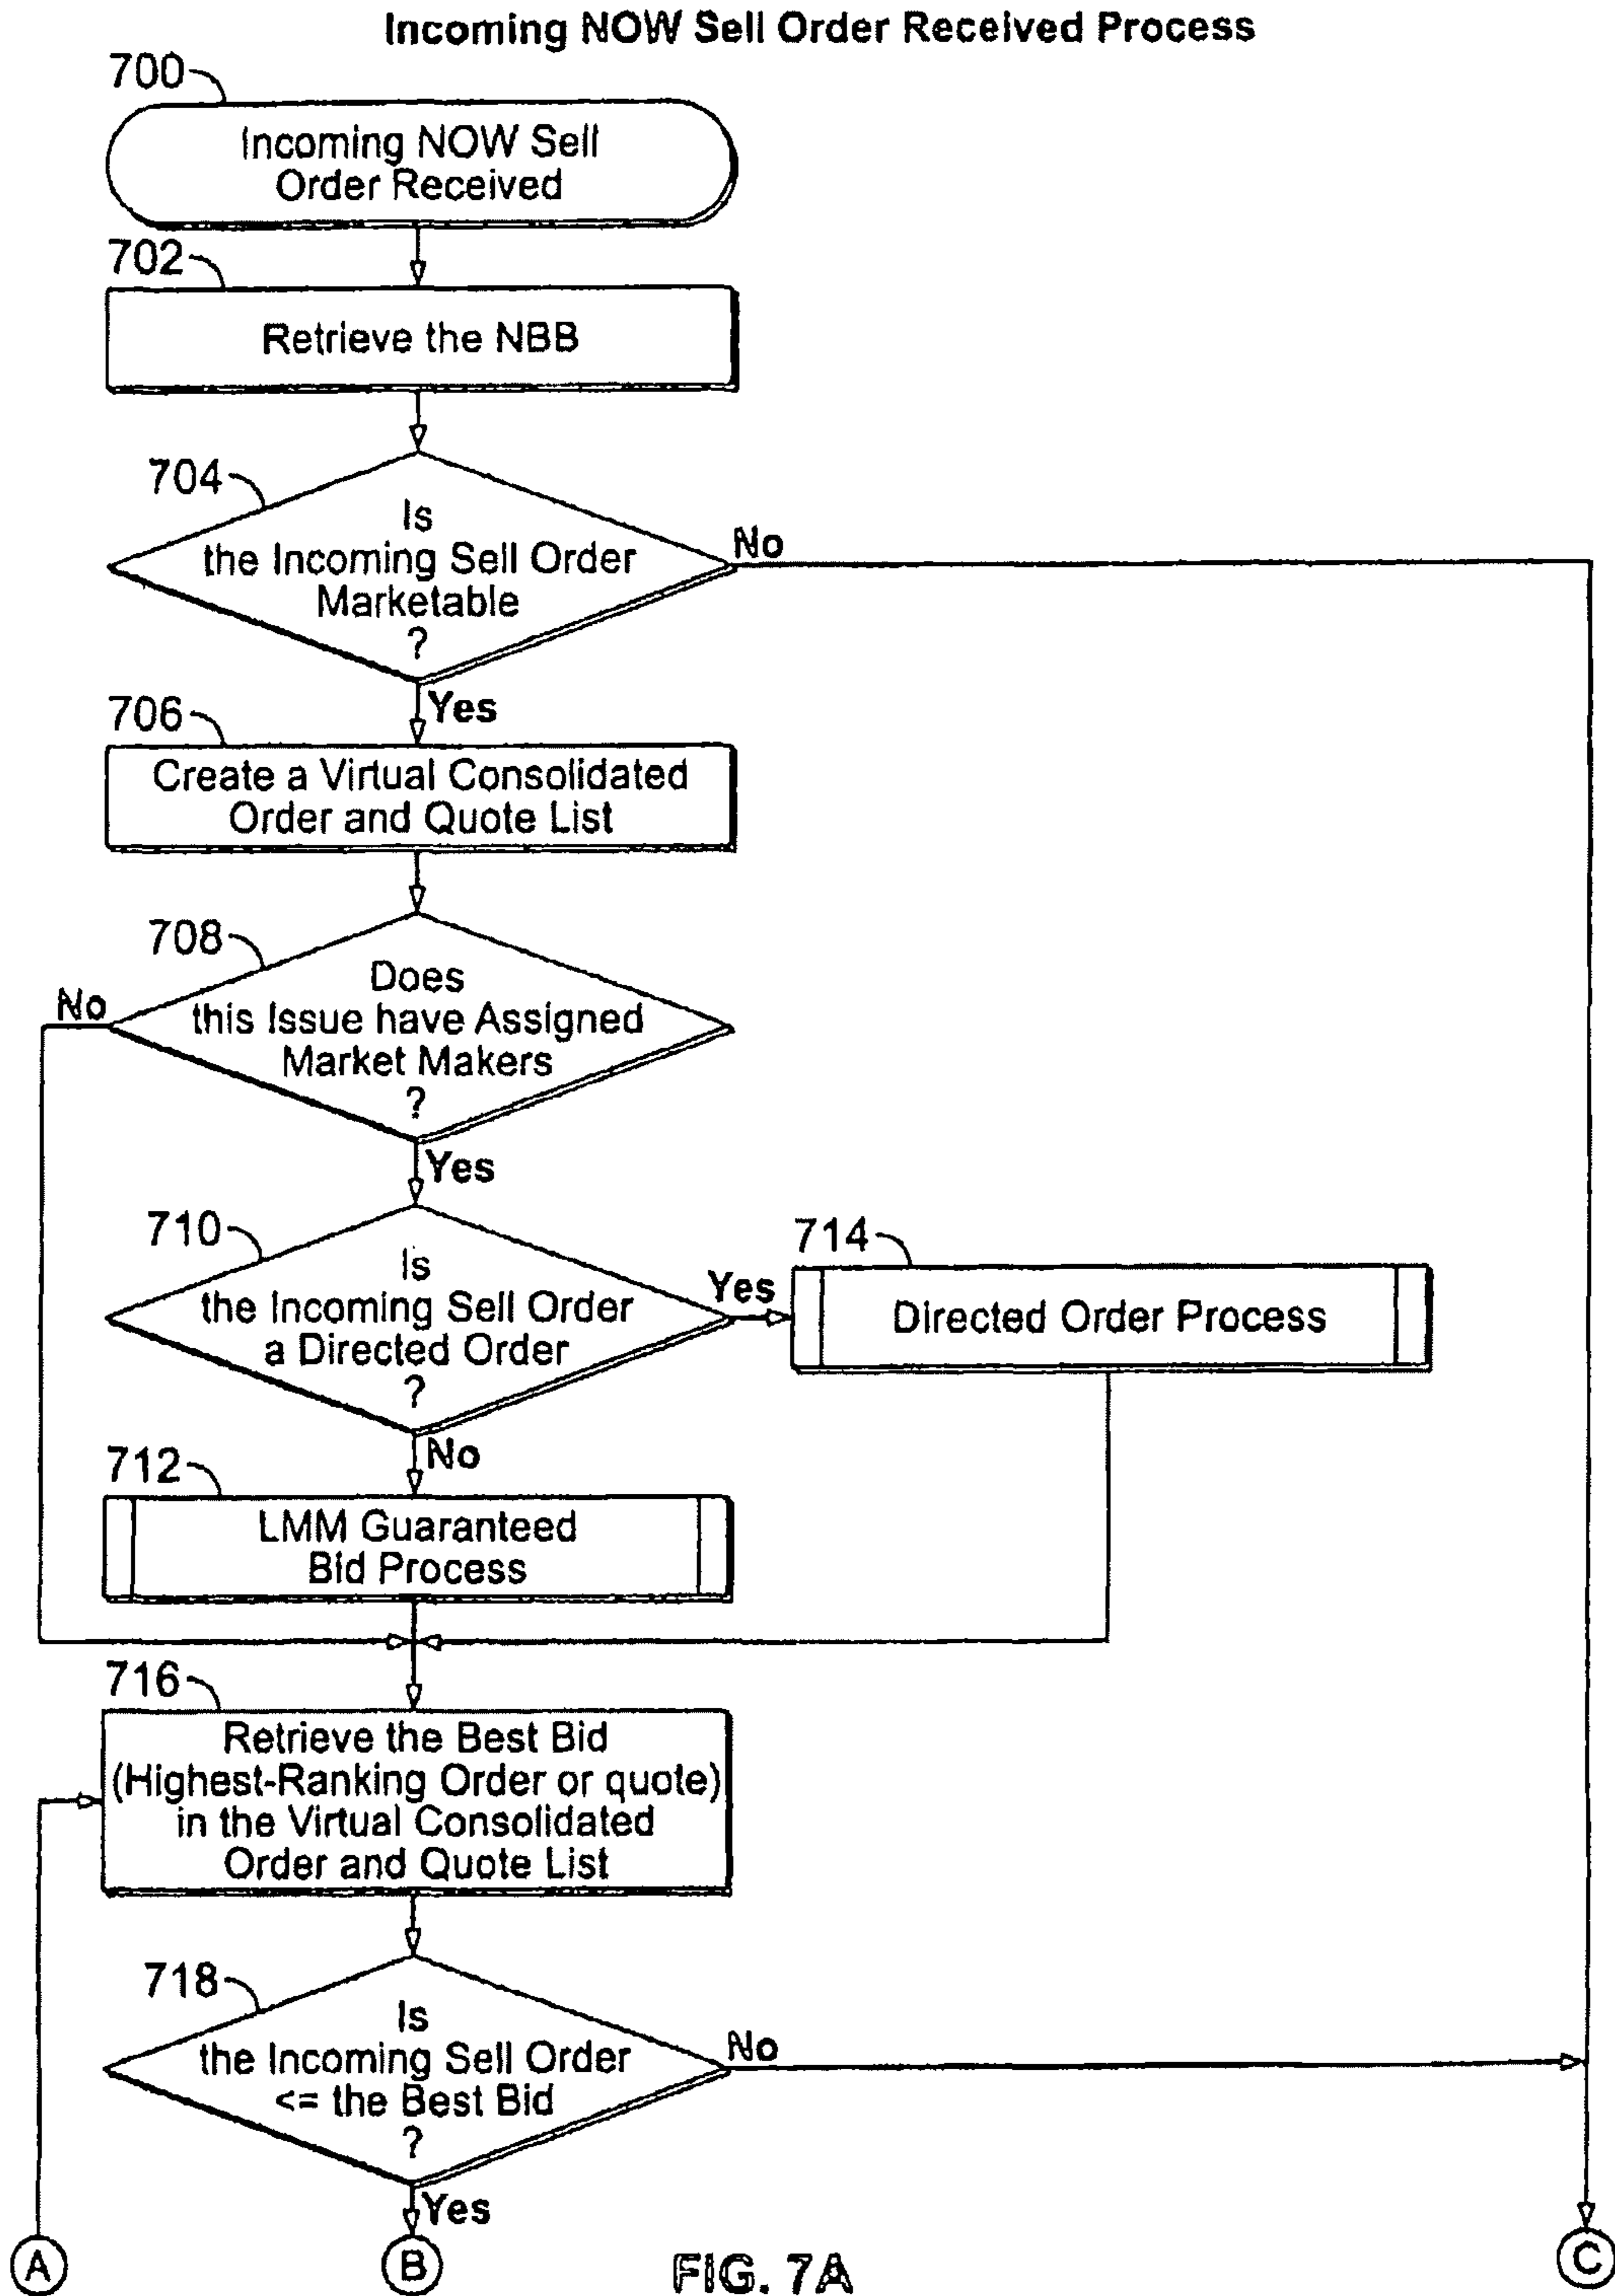 Incoming NOW Sell Order Received Process
700
Incoming NOW Sell
Order Received
702
Retrieve the NBB
704
Is
the Incoming Sell Order
Marketable
?
No
Yes
706
Create a Virtual Consolidated
Order and Quote List
708
Does
this Issue have Assigned
Market Makers
?
No
Yes
710
Is
the Incoming Sell Order
a Directed Order
?
Yes
714
Directed Order Process
No
712
LMM Guaranteed
Bid Process
716
Retrieve the Best Bid
(Highest-Ranking Order or quote)
in the Virtual Consolidated
Order and Quote List
718
Is
the Incoming Sell Order
<= the Best Bid
?
No
Yes
A
B
C
FIG. 7A